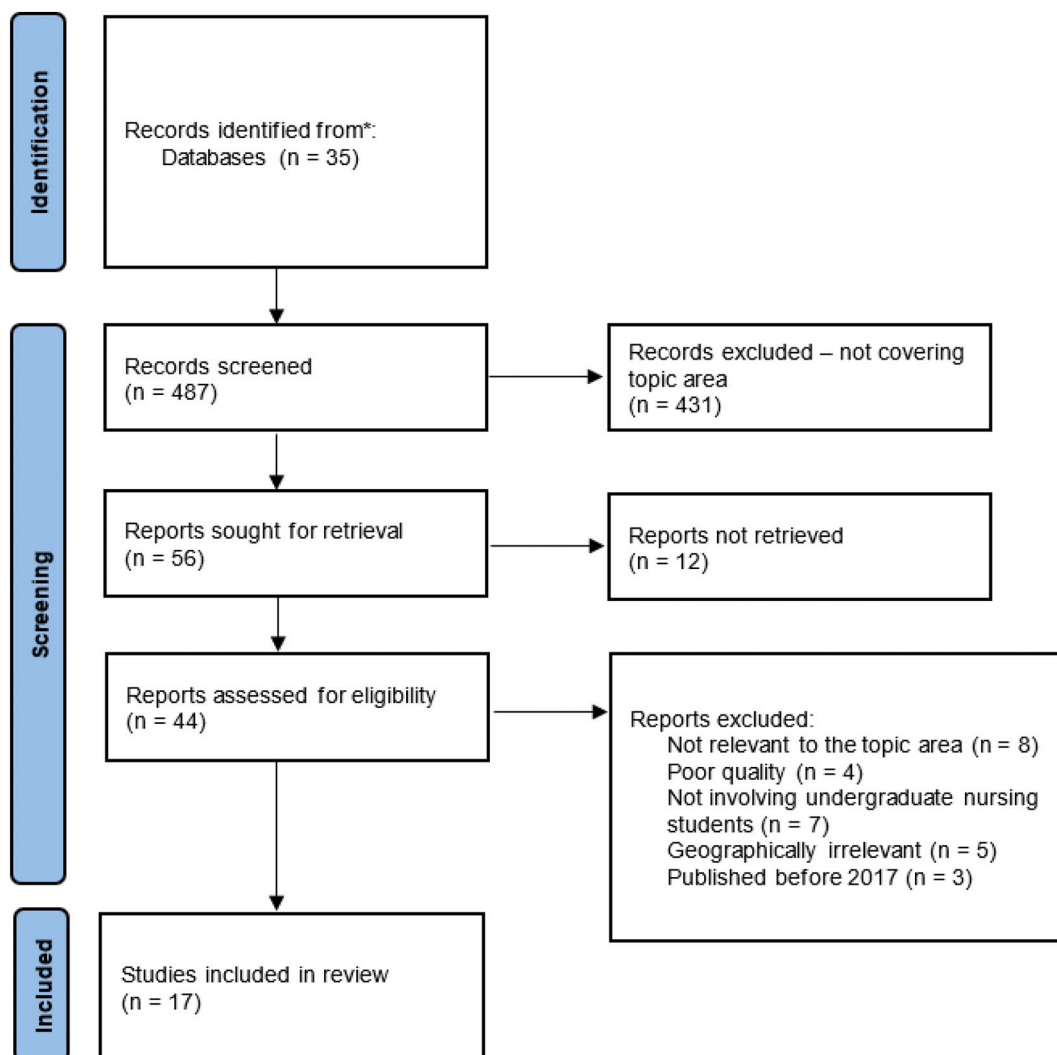 Identification
Records identified from*:
Databases (n = 35)
Screening
Records screened
(n = 487)
Records excluded – not covering
topic area
(n = 431)
Reports sought for retrieval
(n = 56)
Reports not retrieved
(n = 12)
Reports assessed for eligibility
(n = 44)
Reports excluded:
Not relevant to the topic area (n = 8)
Poor quality (n = 4)
Not involving undergraduate nursing
students (n = 7)
Geographically irrelevant (n = 5)
Published before 2017 (n = 3)
Included
Studies included in review
(n = 17)